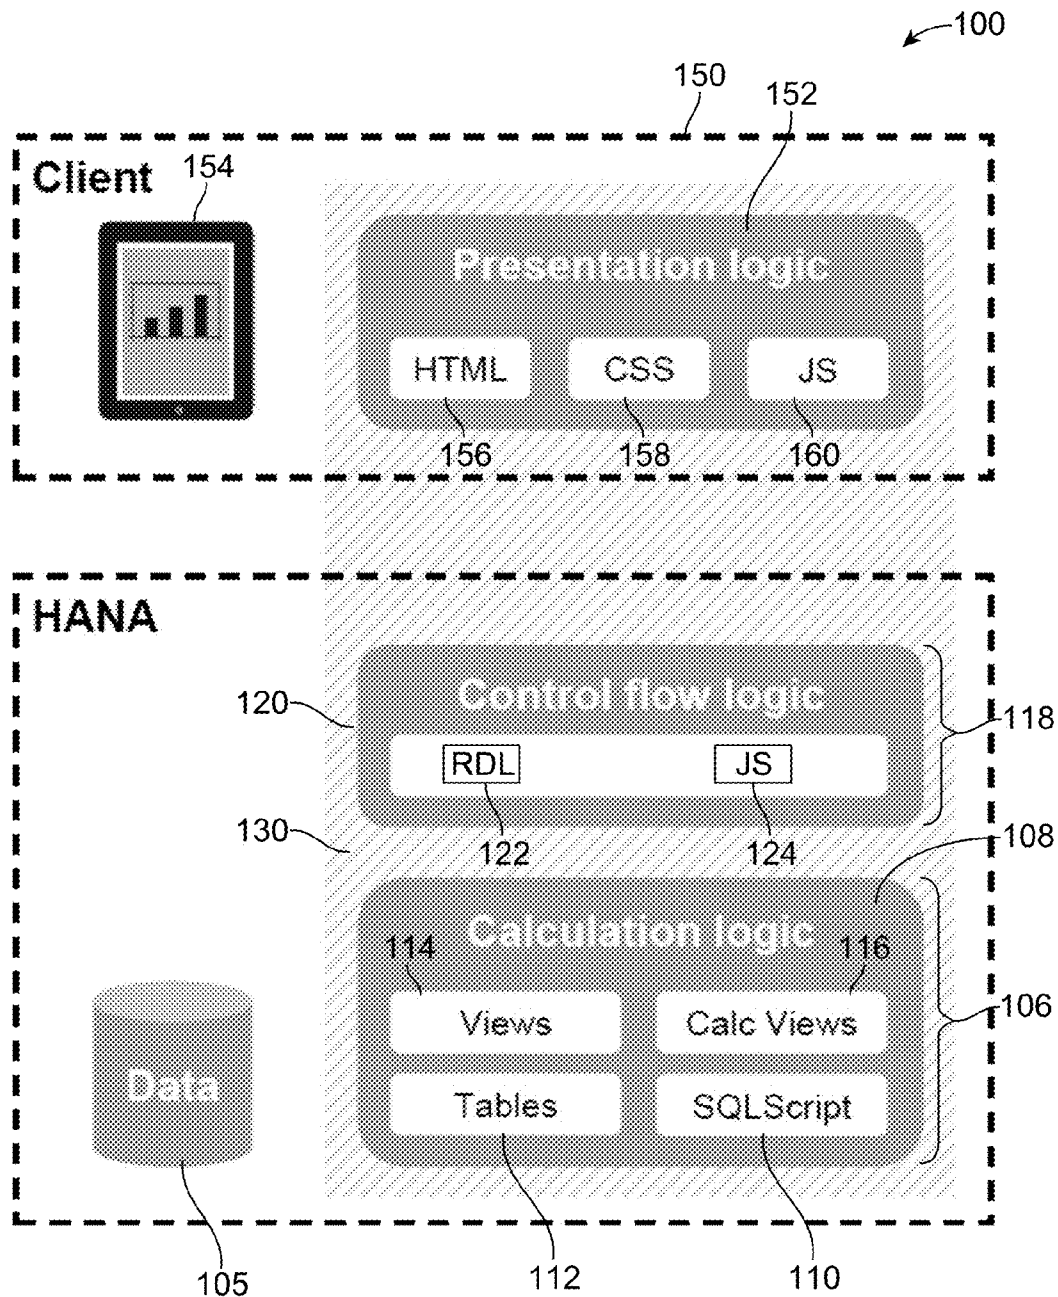 100
150
152
Client
154
Presentation logic
HTML
CSS
JS
156
158
160
HANA
120
Control flow logic
118
RDL
JS
130
122
124
108
Calculation logic
114
116
Views
Calc Views
106
Data
Tables
SQLScript
105
112
110